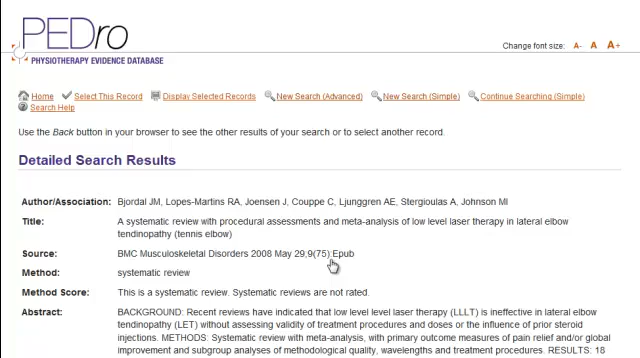 PEDro
PHYSIOTHERAPY EVIDENCE DATABASE
Change font size: A- A A+
Home Select This Record Display Selected Records New Search (Advanced) New Search (Simple) Continue Searching (Simple)
Search Help
Use the Back button in your browser to see the other results of your search or to select another record.
Detailed Search Results
Author/Association: Bjordal JM, Lopes-Martins RA, Joensen J, Couppe C, Ljunggren AE, Stergioulas A, Johnson MI
Title: A systematic review with procedural assessments and meta-analysis of low level laser therapy in lateral elbow
tendinopathy (tennis elbow)
Source: BMC Musculoskeletal Disorders 2008 May 29;9(75):Epub
Method: systematic review
Method Score: This is a systematic review. Systematic reviews are not rated.
Abstract: BACKGROUND: Recent reviews have indicated that low level level laser therapy (LLLT) is ineffective in lateral elbow
tendinopathy (LET) without assessing validity of treatment procedures and doses or the influence of prior steroid
injections. METHODS: Systematic review with meta-analysis, with primary outcome measures of pain relief and/or global
improvement and subgroup analyses of methodological quality, wavelengths and treatment procedures. RESULTS: 18